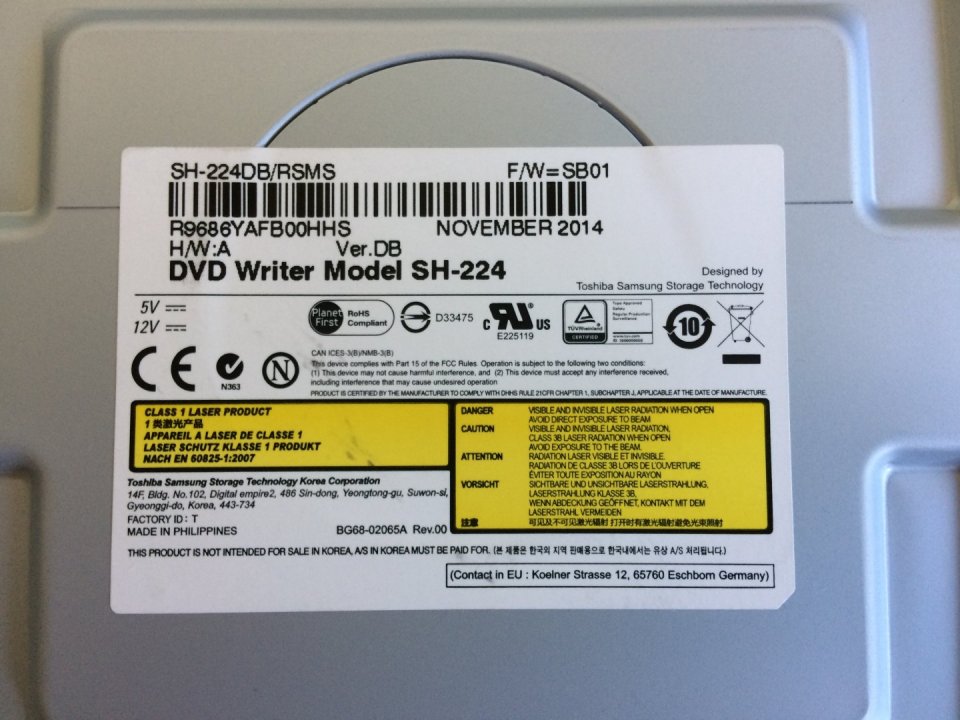 SH-224DB/RSMS F/W=SB01
R9686YAFB00HHS NOVEMBER 2014
H/W:A Ver.DB
DVD Writer Model SH-224
Designed by
Toshiba Samsung Storage Technology
5V
12V
Planet First RoHS Compliant
D33475
c RU US
E225119
TÜVRheinland
CERTIFIED
Type Approved
Safety
Regular Production
Surveillance
www.tuv.com
10
CE
N363
N
CAN ICES-3(B)/NMB-3(B)
This device complies with Part 15 of the FCC Rules. Operation is subject to the following two conditions:
(1) This device may not cause harmful interference, and (2) This device must accept any interference received,
including interference that may cause undesired operation
PRODUCT IS CERTIFIED BY THE MANUFACTURER TO COMPLY WITH DHHS RULE 21CFR CHAPTER 1, SUBCHAPTER J, APPLICABLE AT THE DATE OF MANUFACTURE.
CLASS 1 LASER PRODUCT
1 类激光产品
APPAREIL A LASER DE CLASSE 1
LASER SCHUTZ KLASSE 1 PRODUKT
NACH EN 60825-1:2007
DANGER VISIBLE AND INVISIBLE LASER RADIATION WHEN OPEN
AVOID DIRECT EXPOSURE TO BEAM
CAUTION VISIBLE AND INVISIBLE LASER RADIATION,
CLASS 3B LASER RADIATION WHEN OPEN
AVOID EXPOSURE TO THE BEAM.
ATTENTION RADIATION LASER VISIBLE ET INVISIBLE.
RADIATION DE CLASSE 3B LORS DE L'OUVERTURE
ÉVITER TOUTE EXPOSITION AU RAYON
VORSICHT SICHTBARE UND UNSICHTBARE LASERSTRAHLUNG,
LASERSTRAHLUNG KLASSE 3B,
WENN ABDECKUNG GEÖFFNET, KONTAKT MIT DEM
LASERSTRAHL VERMEIDEN
注意 可见及不可见激光辐射 打开时有激光辐射避免光束照射
Toshiba Samsung Storage Technology Korea Corporation
14F, Bldg. No.102, Digital empire2, 486 Sin-dong, Yeongtong-gu, Suwon-si,
Gyeonggi-do, Korea, 443-734
FACTORY ID: T
MADE IN PHILIPPINES BG68-02065A Rev.00
THIS PRODUCT IS NOT INTENDED FOR SALE IN KOREA, A/S IN KOREA MUST BE PAID FOR. (본 제품은 한국외 지역 판매용으로 한국내에서는 유상 A/S 처리됩니다.)
(Contact in EU : Koelner Strasse 12, 65760 Eschborn Germany)